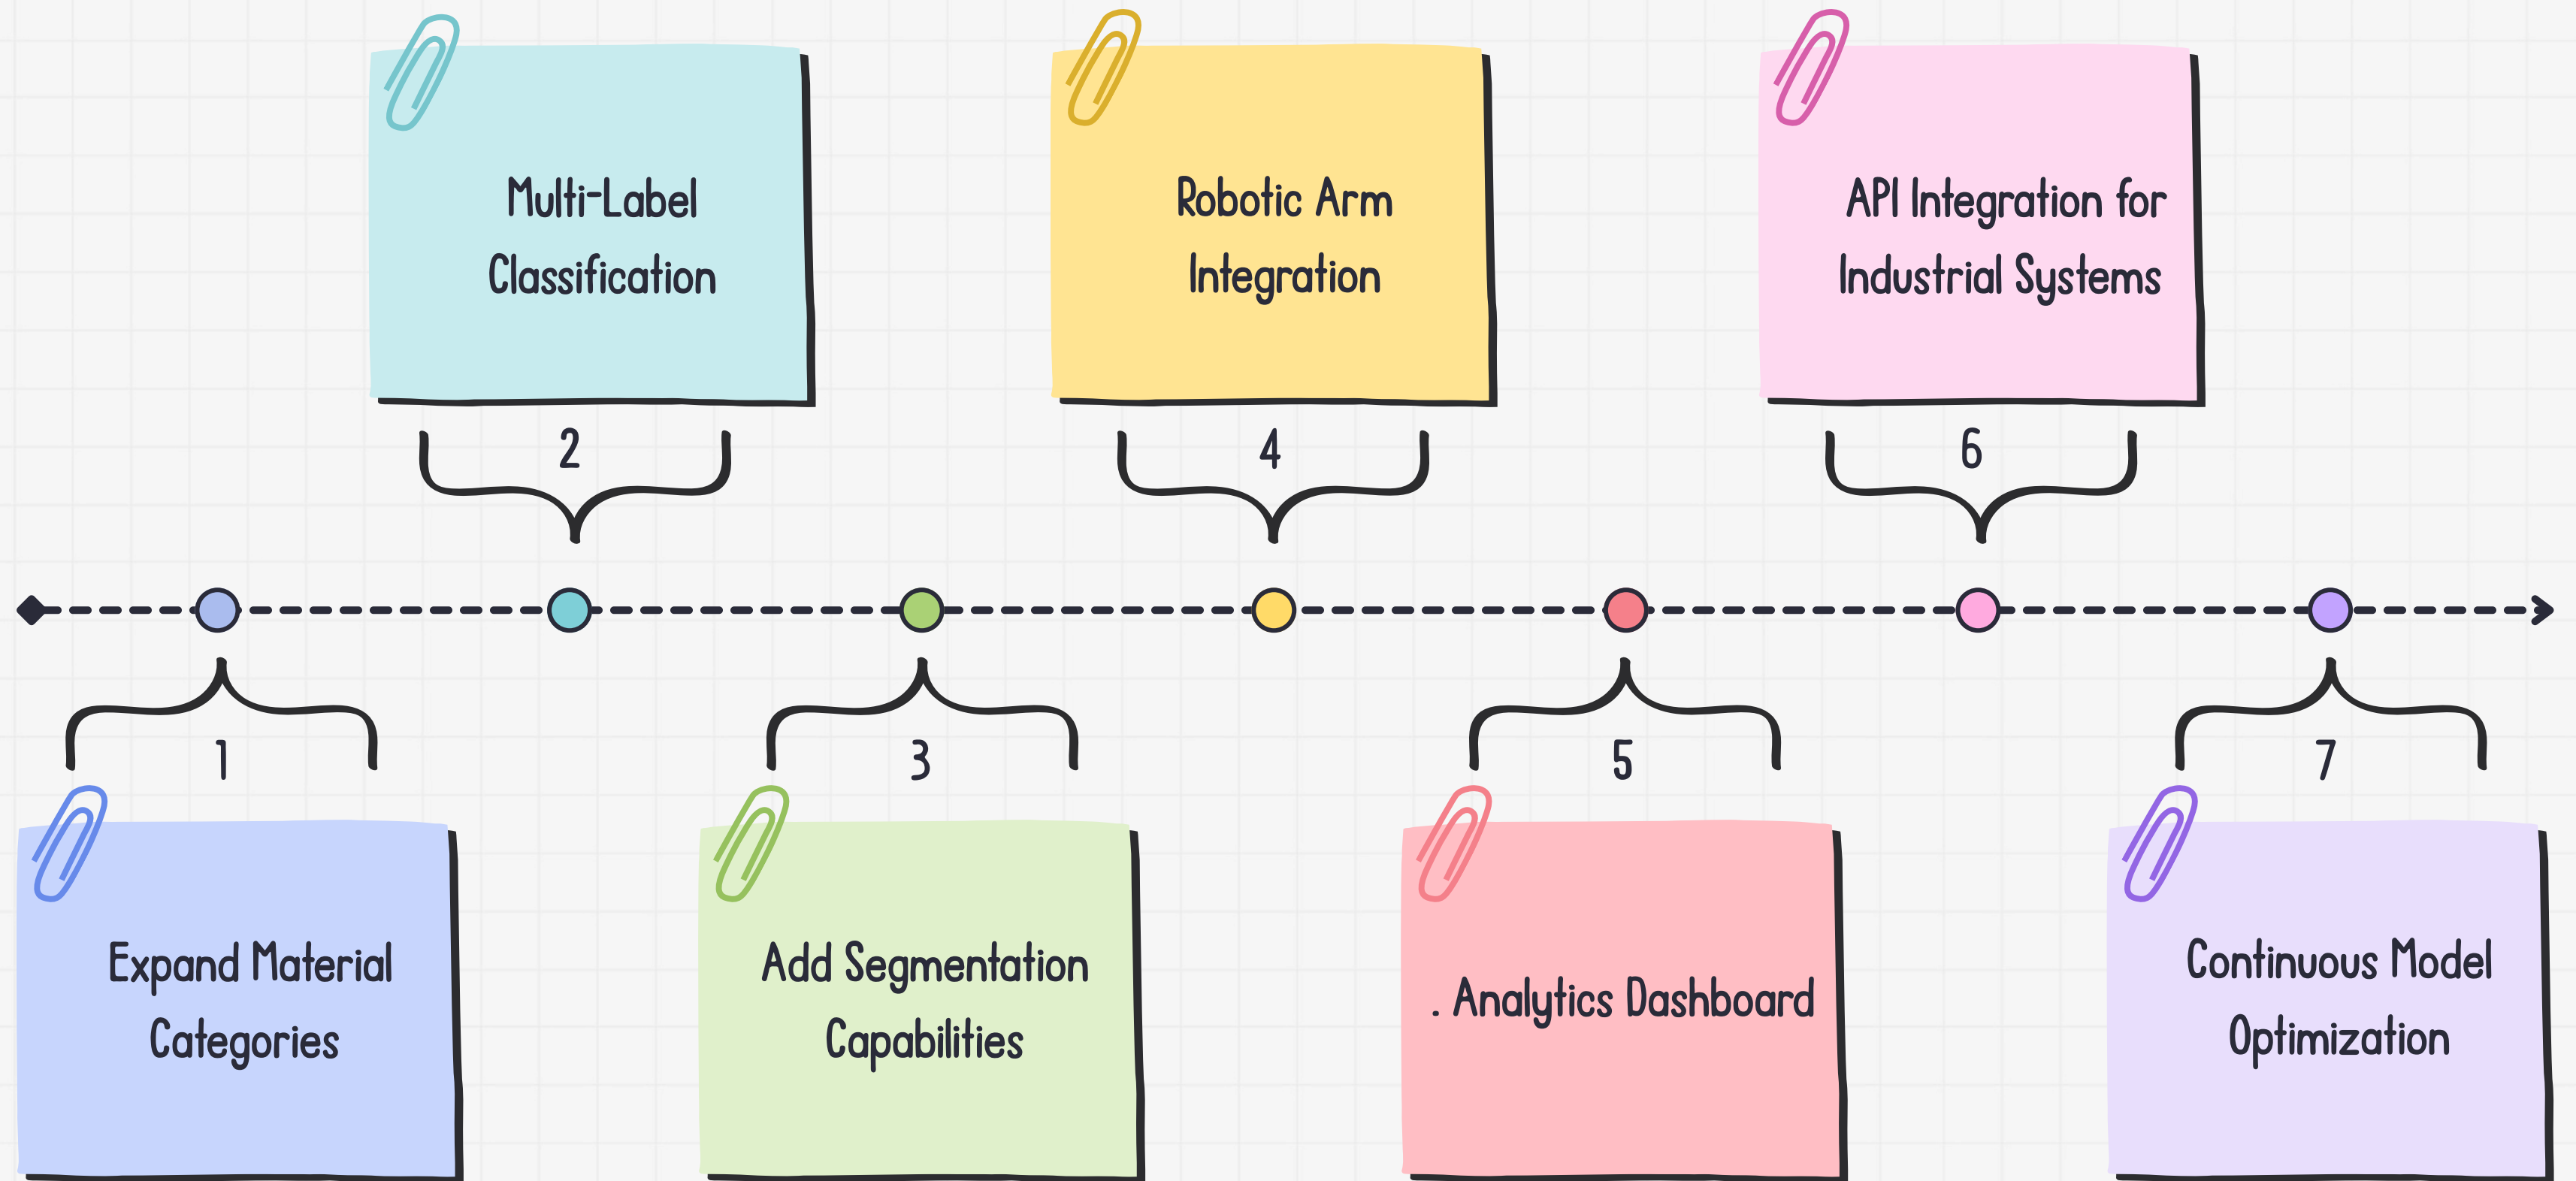 Multi-Label
Classification
Robotic Arm
Integration
API Integration for
Industrial Systems
2
4
6
1
3
5
7
Expand Material
Categories
Add Segmentation
Capabilities
. Analytics Dashboard
Continuous Model
Optimization